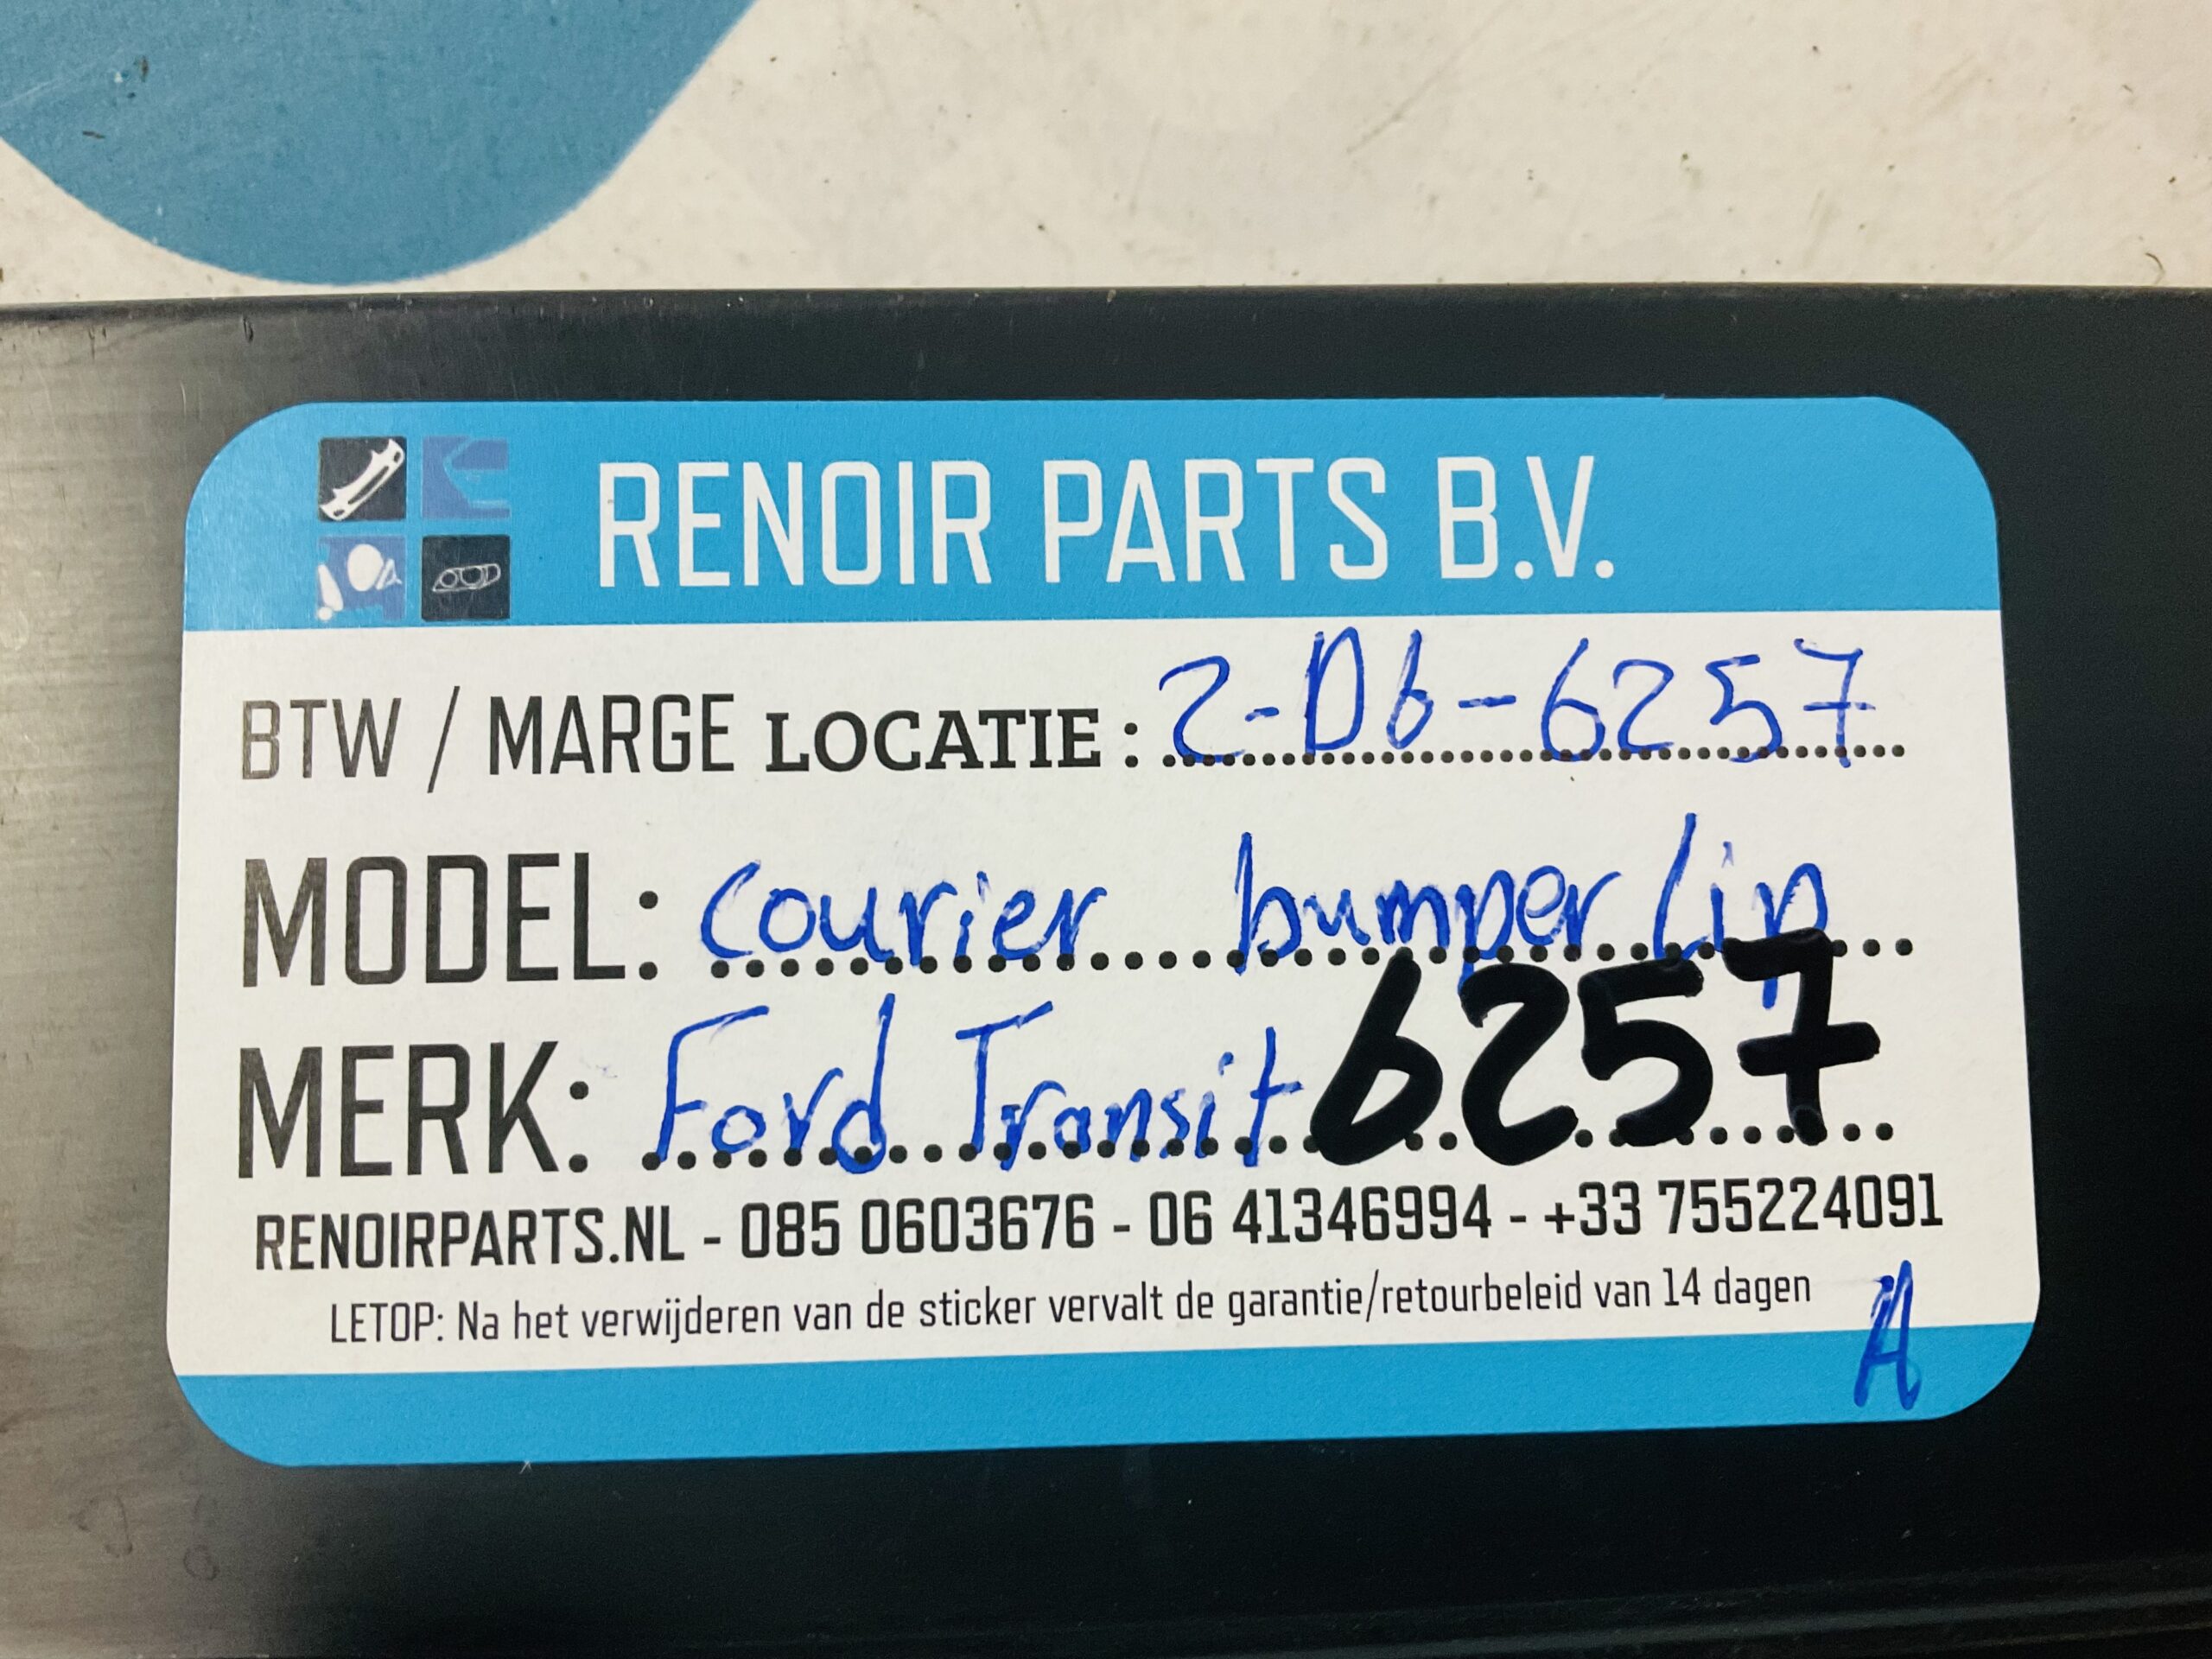 RENOIR PARTS B.V.
BTW / MARGE LOCATIE : 2-D6-6257
MODEL: courier bumper lip
MERK: Ford Transit 6257
RENOIRPARTS.NL - 085 0603676 - 06 41346994 - +33 755224091
LETOP: Na het verwijderen van de sticker vervalt de garantie/retourbeleid van 14 dagen
A